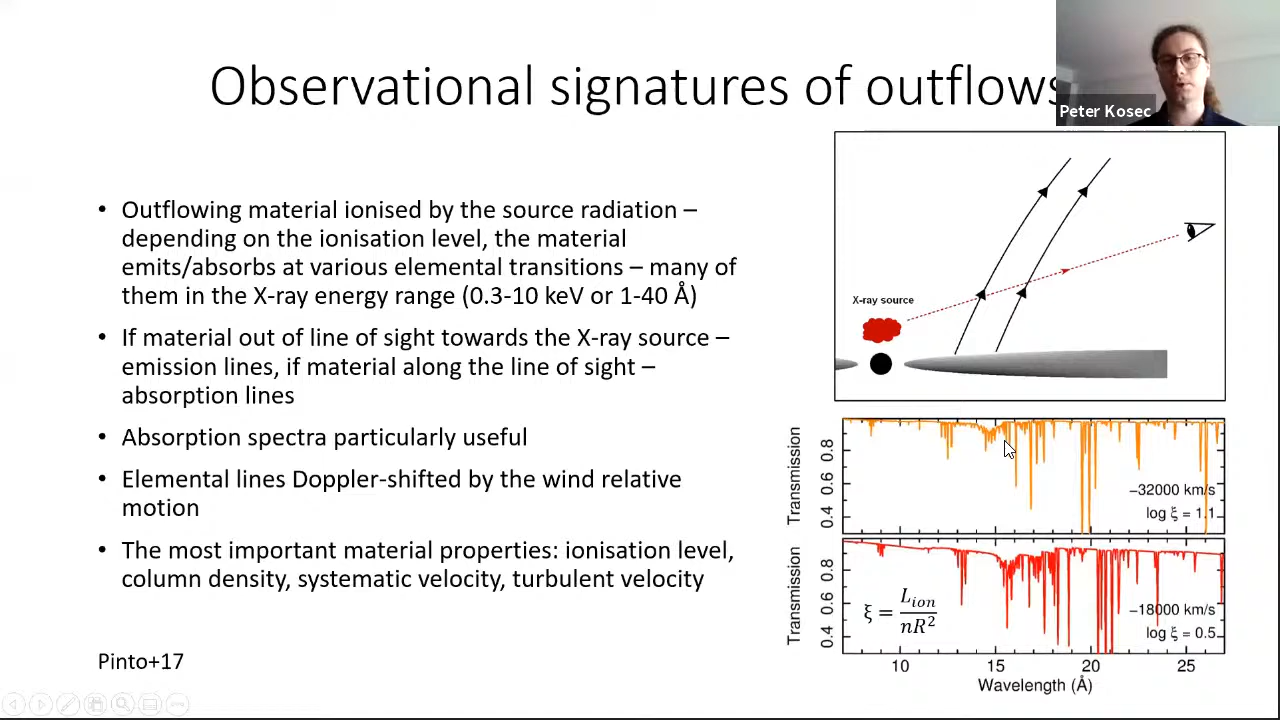 Observational signatures of outflows
Peter Kosec
• Outflowing material ionised by the source radiation –
depending on the ionisation level, the material
emits/absorbs at various elemental transitions – many of
them in the X-ray energy range (0.3-10 keV or 1-40 Å)
• If material out of line of sight towards the X-ray source –
emission lines, if material along the line of sight –
absorption lines
• Absorption spectra particularly useful
• Elemental lines Doppler-shifted by the wind relative
motion
• The most important material properties: ionisation level,
column density, systematic velocity, turbulent velocity
Pinto+17
X-ray source
Transmission
0.8
0.6
0.4
−32000 km/s
log ξ = 1.1
Transmission
0.8
0.6
0.4
ξ = L_ion / nR²
−18000 km/s
log ξ = 0.5
10 15 20 25
Wavelength (Å)